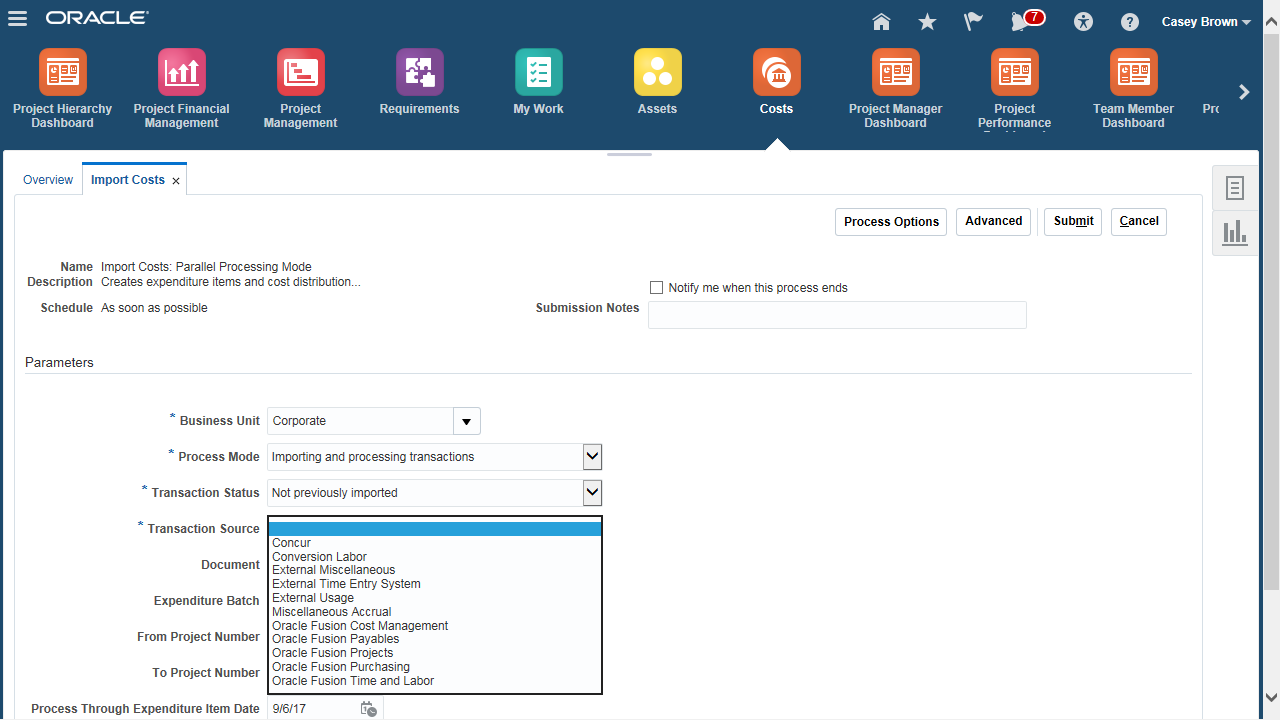 ORACLE
7
Casey Brown
Project Hierarchy
Dashboard
Project Financial
Management
Project
Management
Requirements
My Work
Assets
Costs
Project Manager
Dashboard
Project
Performance
Team Member
Dashboard
Overview
Import Costs
Process Options
Advanced
Submit
Cancel
Name Import Costs: Parallel Processing Mode
Description Creates expenditure items and cost distribution...
Notify me when this process ends
Schedule As soon as possible
Submission Notes
Parameters
* Business Unit Corporate
* Process Mode Importing and processing transactions
* Transaction Status Not previously imported
* Transaction Source
Concur
Conversion Labor
External Miscellaneous
External Time Entry System
External Usage
Miscellaneous Accrual
Oracle Fusion Cost Management
Oracle Fusion Payables
Oracle Fusion Projects
Oracle Fusion Purchasing
Oracle Fusion Time and Labor
Document
Expenditure Batch
From Project Number
To Project Number
Process Through Expenditure Item Date 9/6/17